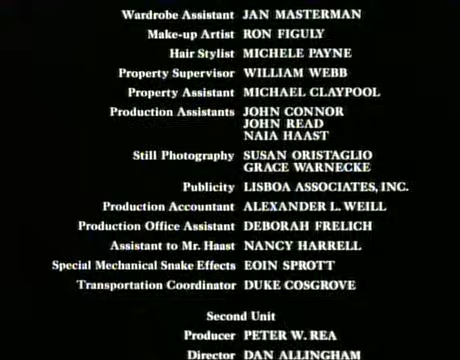 Wardrobe Assistant JAN MASTERMAN
Make-up Artist RON FIGULY
Hair Stylist MICHELE PAYNE
Property Supervisor WILLIAM WEBB
Property Assistant MICHAEL CLAYPOOL
Production Assistants JOHN CONNOR
JOHN READ
NAIA HAAST
Still Photography SUSAN ORISTAGLIO
GRACE WARNECKE
Publicity LISBOA ASSOCIATES, INC.
Production Accountant ALEXANDER L. WEILL
Production Office Assistant DEBORAH FRELICH
Assistant to Mr. Haast NANCY HARRELL
Special Mechanical Snake Effects EOIN SPROTT
Transportation Coordinator DUKE COSGROVE
Second Unit
Producer PETER W. REA
Director DAN ALLINGHAM